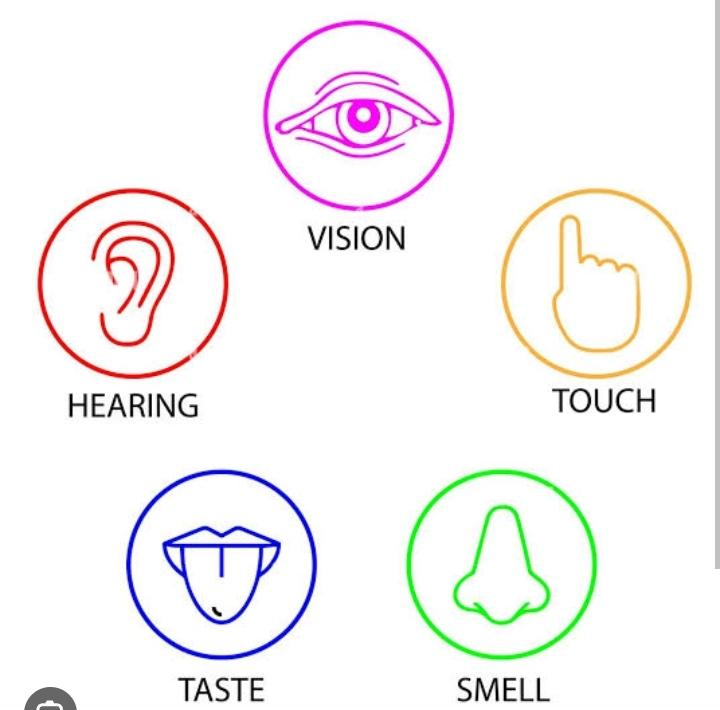 VISION
HEARING
TOUCH
TASTE
SMELL